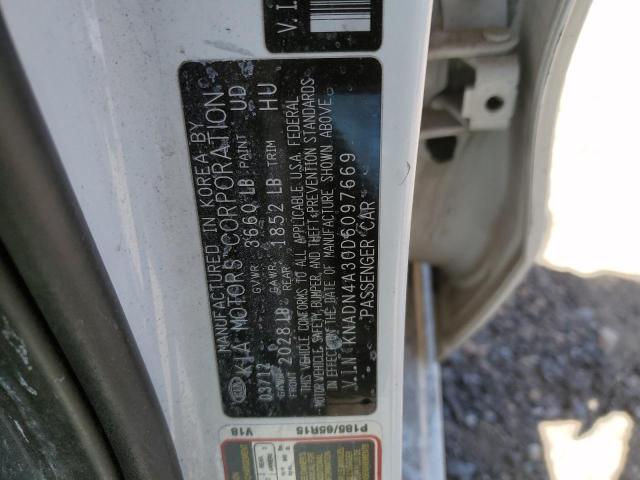 V.I
MANUFACTURED IN KOREA BY
KIA MOTORS CORPORATION
GVWR 3660 LB PAINT UD
GAWR GAWR TRIM HU
FRONT 2028 LB REAR 1852 LB
THIS VEHICLE CONFORMS TO ALL APPLICABLE U.S.A. FEDERAL
MOTOR VEHICLE SAFETY, BUMPER, AND THEFT PREVENTION STANDARDS
IN EFFECT ON THE DATE OF MANUFACTURE SHOWN ABOVE.
KNADN4A30D6097669
PASSENGER CAR
V18 P185/65R15